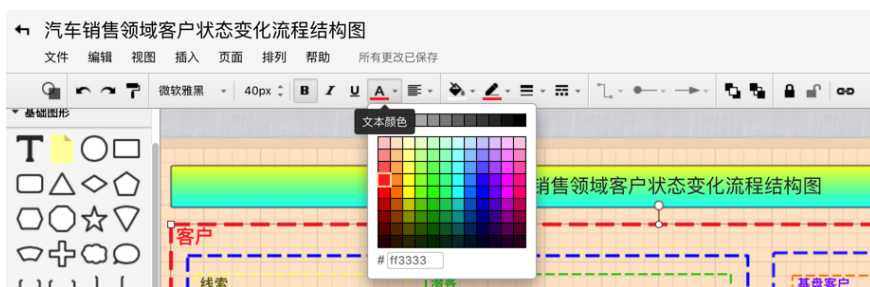 汽车销售领域客户状态变化流程结构图
文件 编辑 视图 插入 页面 排列 帮助 所有更改已保存
微软雅黑 40px B I U A
基础图形
文本颜色
T
销售领域客户状态变化流程结构图
客户
# ff3333
线索 潜客 基盘客户